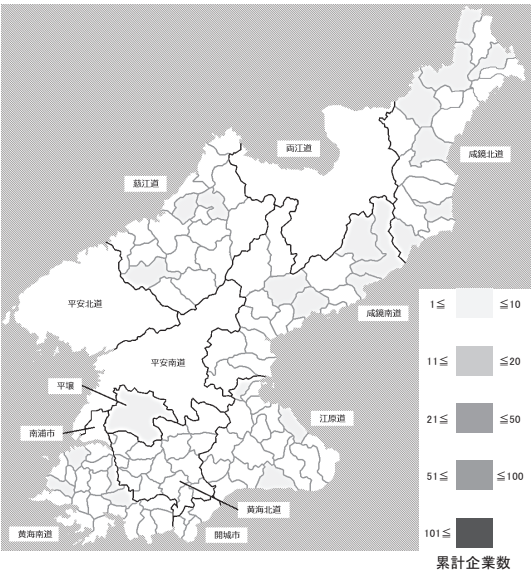 両江道
咸鏡北道
慈江道
平安北道
咸鏡南道
平安南道
平壌
南浦市
江原道
黄海北道
黄海南道
開城市
1≦ ≦10
11≦ ≦20
21≦ ≦50
51≦ ≦100
101≦
累計企業数